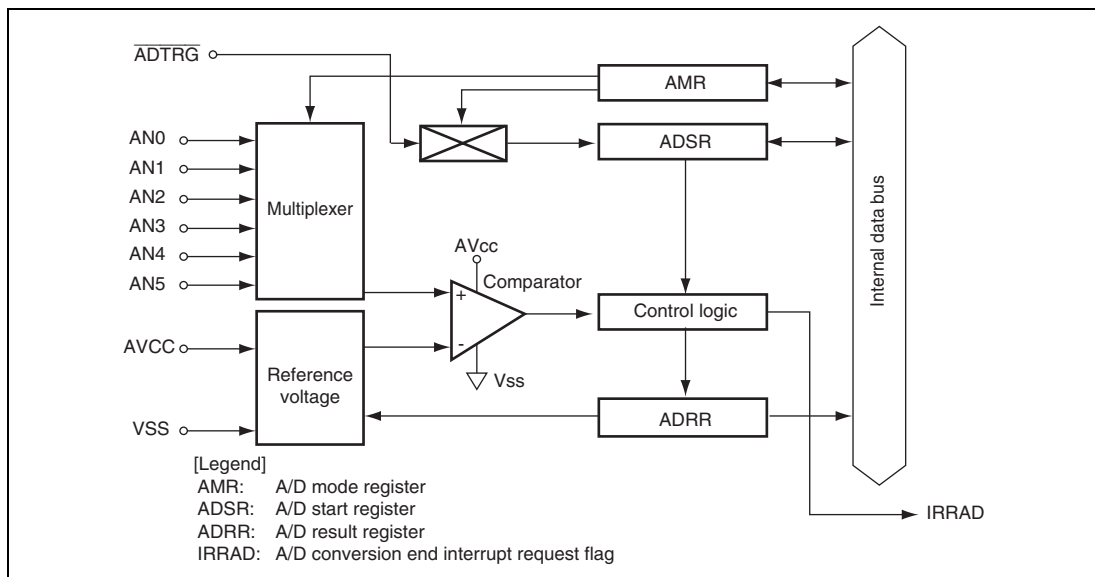 ADTRG
AMR
AN0
ADSR
AN1
AN2
Multiplexer
AN3
AN4
AN5
AVcc
Comparator
+
-
Vss
Control logic
Internal data bus
AVCC
Reference
voltage
VSS
ADRR
[Legend]
AMR: A/D mode register
ADSR: A/D start register
ADRR: A/D result register
IRRAD: A/D conversion end interrupt request flag
IRRAD